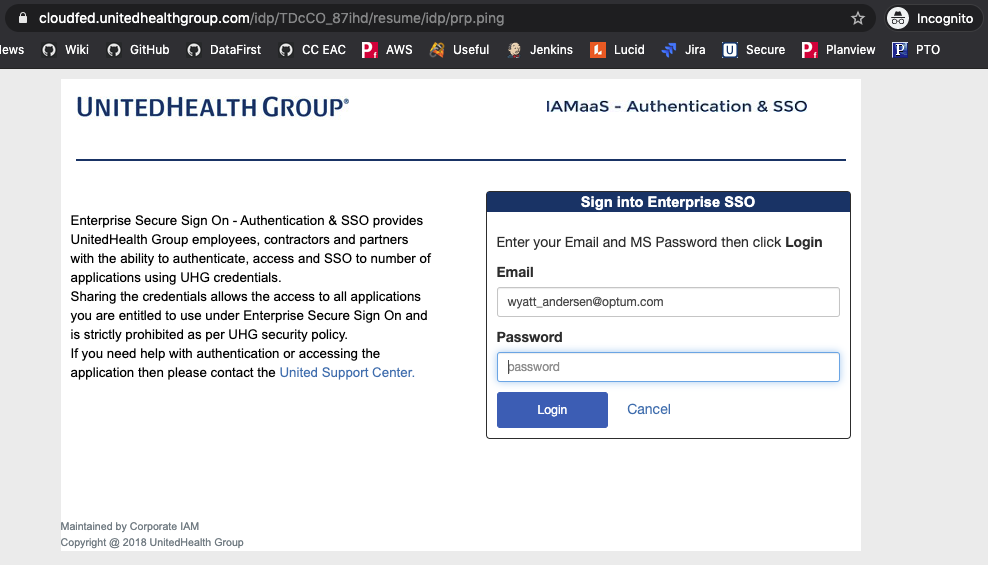 cloudfed.unitedhealthgroup.com/idp/TDcCO_87ihd/resume/idp/prp.ping
Incognito
Wiki GitHub DataFirst CC EAC AWS Useful Jenkins Lucid Jira Secure Planview PTO
UNITEDHEALTH GROUP®
IAMaaS - Authentication & SSO
Enterprise Secure Sign On - Authentication & SSO provides
UnitedHealth Group employees, contractors and partners
with the ability to authenticate, access and SSO to number of
applications using UHG credentials.
Sharing the credentials allows the access to all applications
you are entitled to use under Enterprise Secure Sign On and
is strictly prohibited as per UHG security policy.
If you need help with authentication or accessing the
application then please contact the United Support Center.
Sign into Enterprise SSO
Enter your Email and MS Password then click Login
Email
wyatt_andersen@optum.com
Password
password
Login Cancel
Maintained by Corporate IAM
Copyright @ 2018 UnitedHealth Group